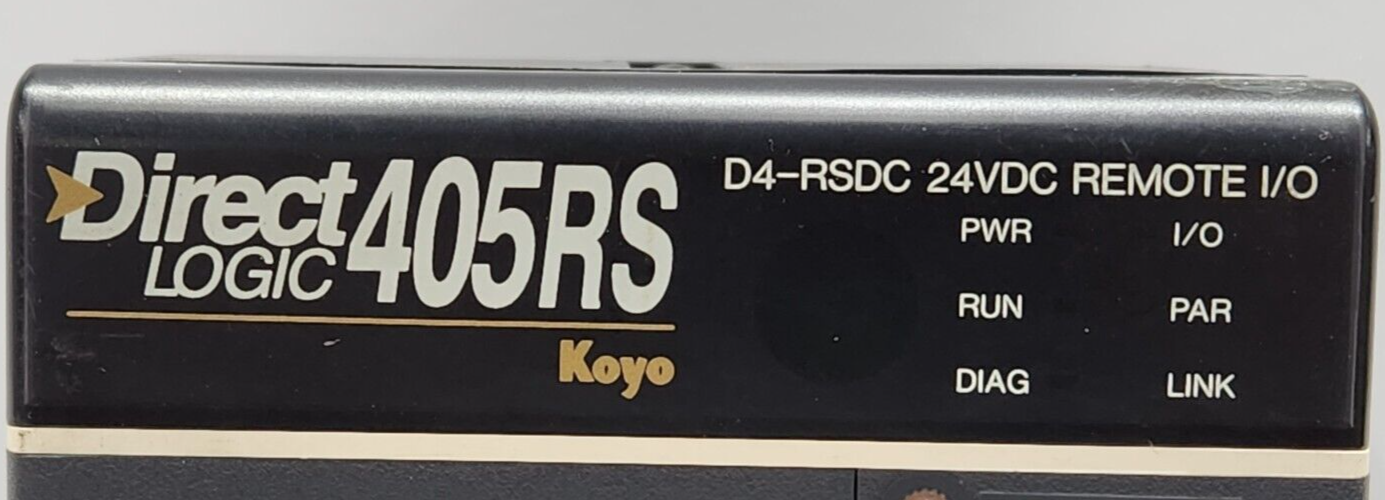 Direct LOGIC 405RS
Koyo
D4-RSDC 24VDC REMOTE I/O
PWR I/O
RUN PAR
DIAG LINK